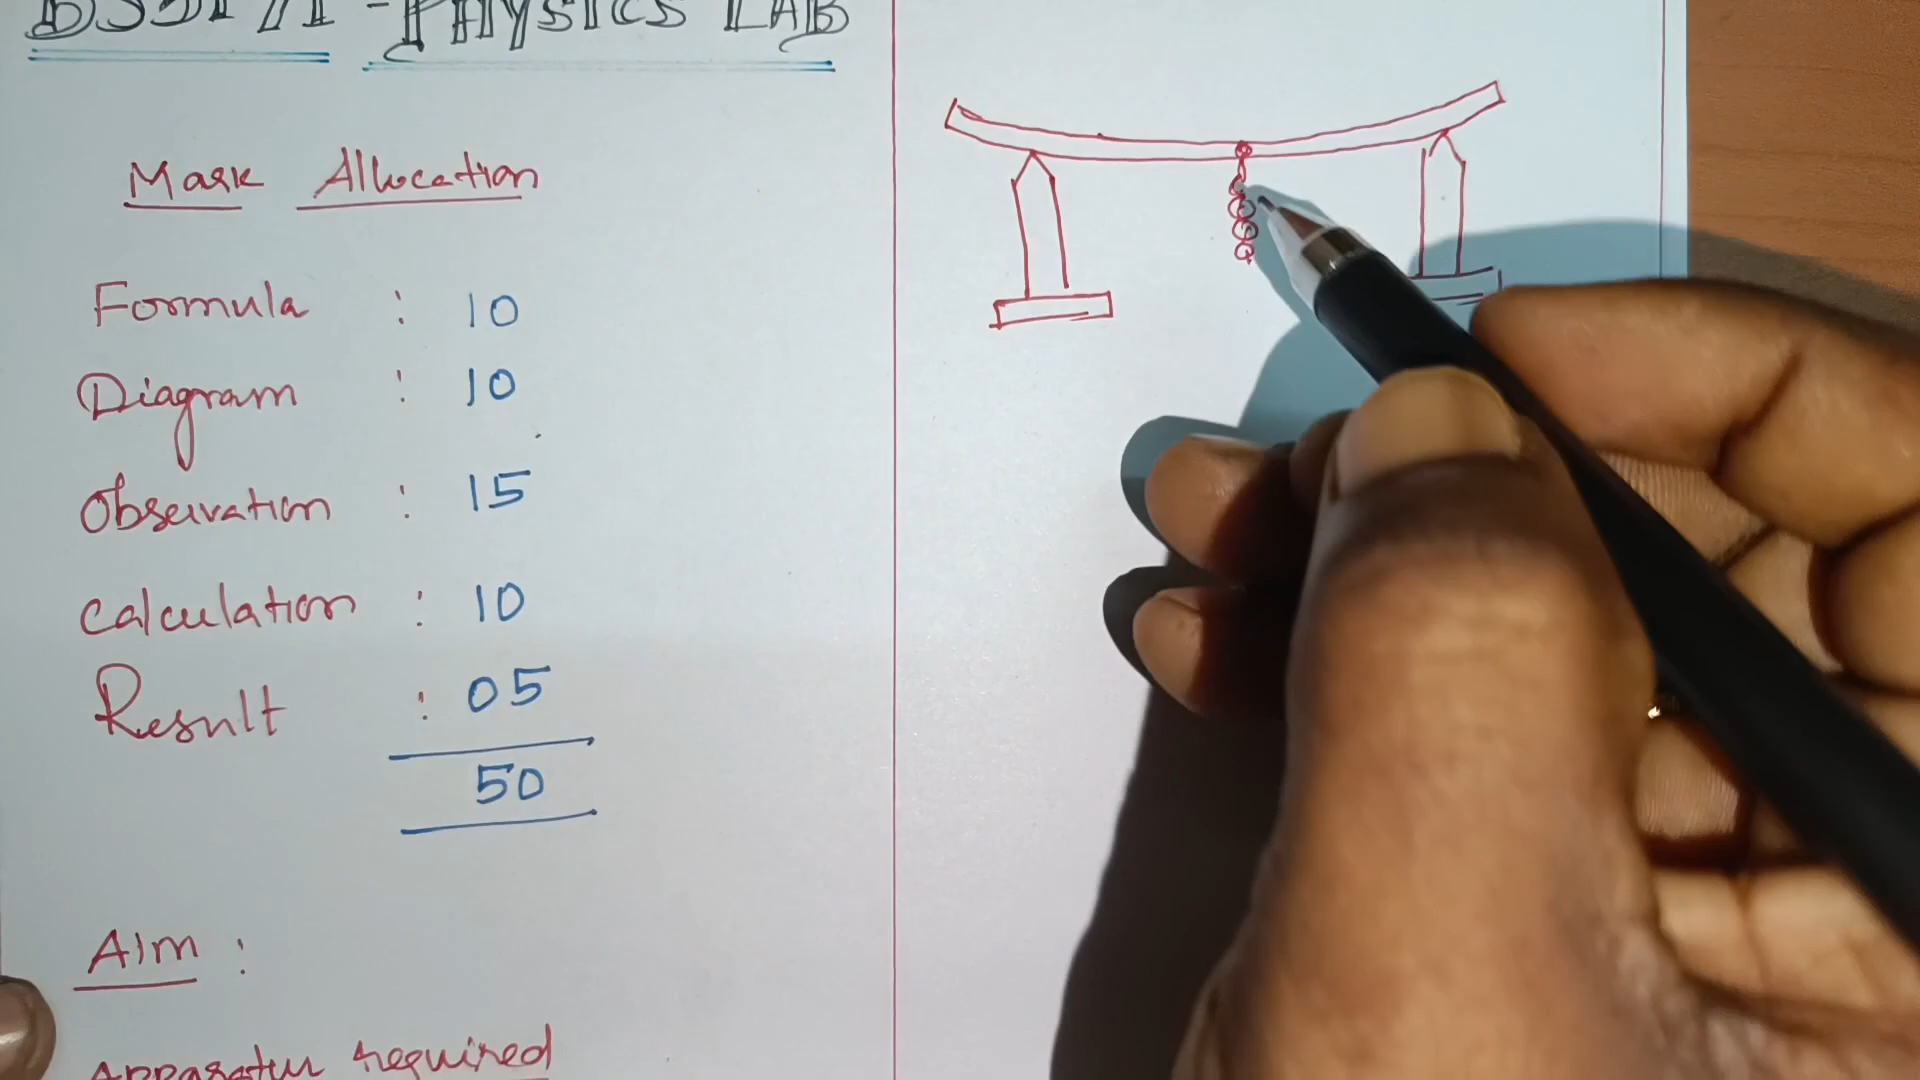 - PHYSICS LAB
Mark Allocation
Formula : 10
Diagram : 10
Observation : 15
Calculation : 10
Result : 05
50
Aim :
Apparatus required